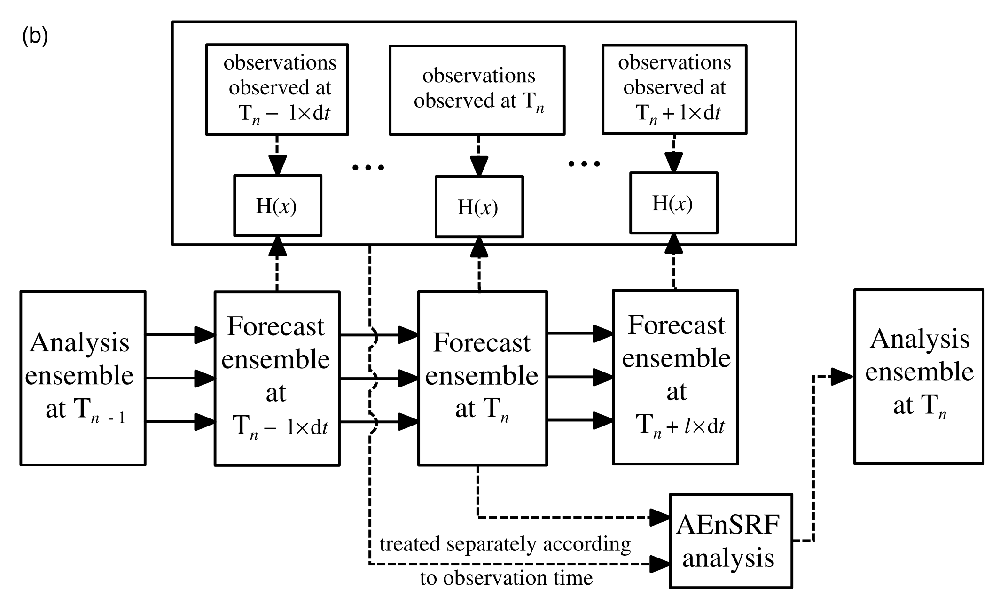 (b)
observations
observed at
Tn − l×dt
observations
observed at Tn
observations
observed at
Tn + l×dt
...
...
H(x)
H(x)
H(x)
Analysis
ensemble
at Tn - 1
Forecast
ensemble
at
Tn − l×dt
Forecast
ensemble
at Tn
Forecast
ensemble
at
Tn + l×dt
Analysis
ensemble
at Tn
AEnSRF
analysis
treated separately according
to observation time